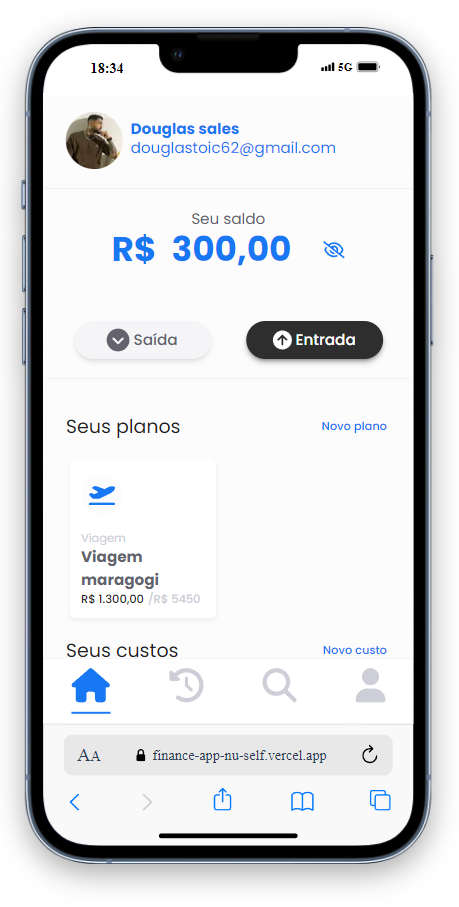 18:34
5G
Douglas sales
douglastoic62@gmail.com
Seu saldo
R$ 300,00
Saída
Entrada
Seus planos
Novo plano
Viagem
Viagem
maragogi
R$ 1.300,00 /R$ 5450
Seus custos
Novo custo
AA
finance-app-nu-self.vercel.app